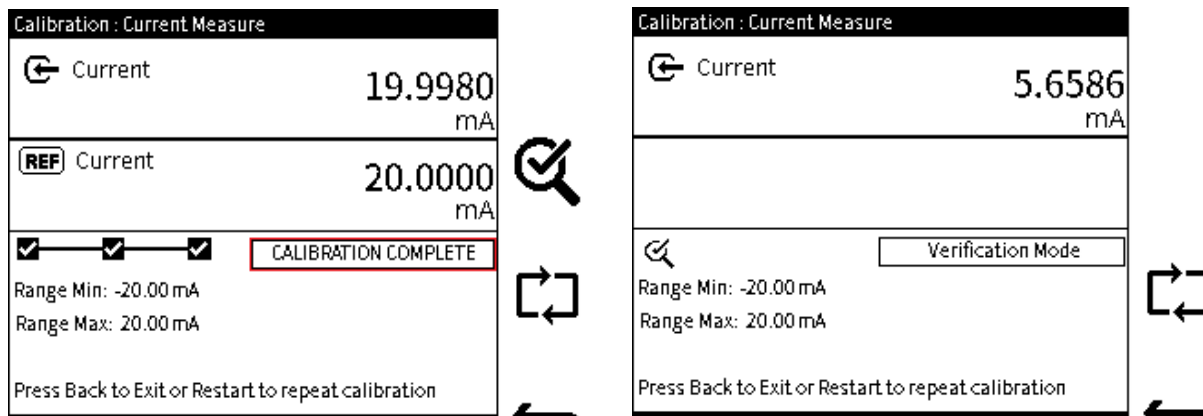 Calibration : Current Measure
Current
19.9980
mA
REF Current
20.0000
mA
CALIBRATION COMPLETE
Range Min: -20.00 mA
Range Max: 20.00 mA
Press Back to Exit or Restart to repeat calibration
Calibration : Current Measure
Current
5.6586
mA
Verification Mode
Range Min: -20.00 mA
Range Max: 20.00 mA
Press Back to Exit or Restart to repeat calibration